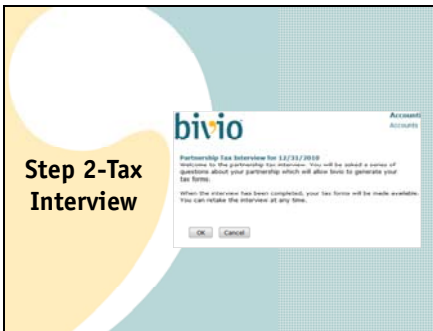 Step 2-Tax
Interview
bivio
Accounti
Accounts
Partnership Tax Interview for 12/31/2010
Welcome to the partnership tax interview. You will be asked a series of
questions about your partnership which will allow bivio to generate your
tax forms.
When the interview has been completed, your tax forms will be made available.
You can retake the interview at any time.
OK
Cancel